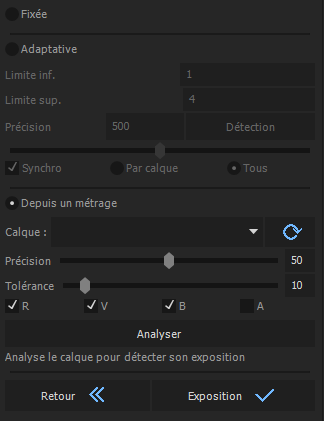 Fixée
Adaptative
Limite inf. 1
Limite sup. 4
Précision 500 Détection
Synchro Par calque Tous
Depuis un métrage
Calque :
Précision 50
Tolérance 10
R V B A
Analyser
Analyse le calque pour détecter son exposition
Retour Exposition